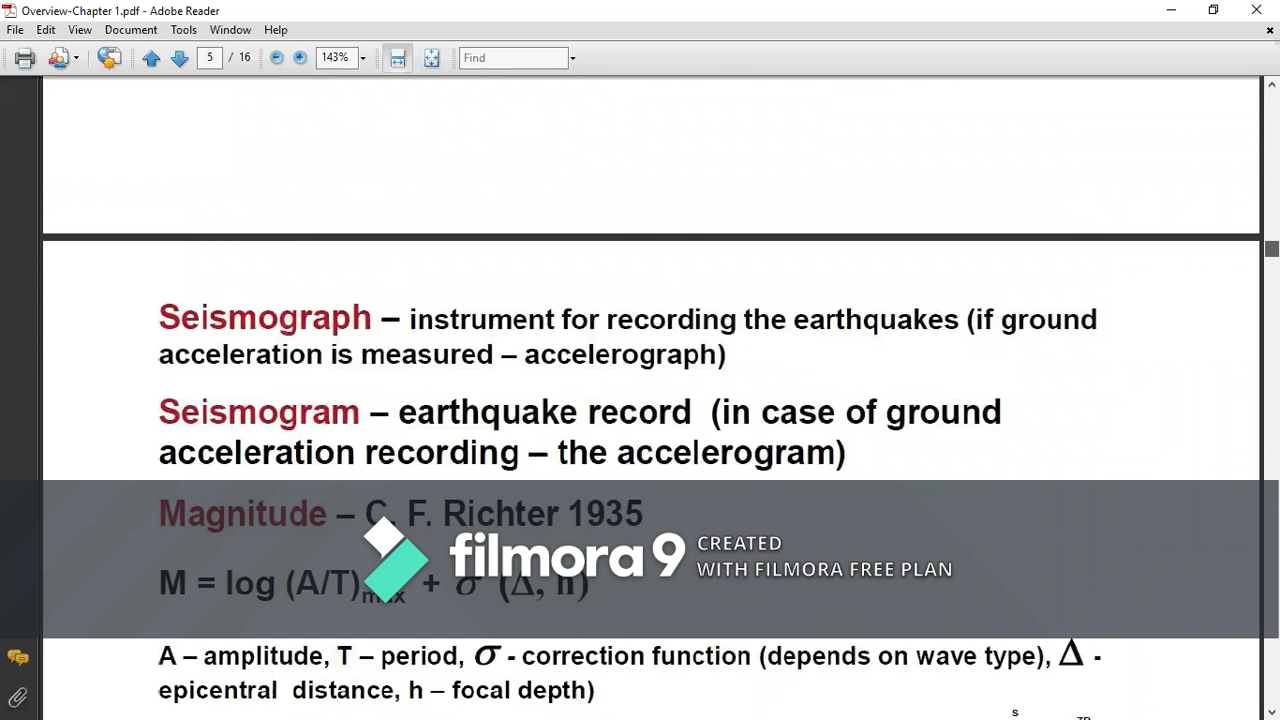 Overview-Chapter 1.pdf - Adobe Reader
File Edit View Document Tools Window Help
5 / 16 143% Find
Seismograph – instrument for recording the earthquakes (if ground
acceleration is measured – accelerograph)
Seismogram – earthquake record (in case of ground
acceleration recording – the accelerogram)
Magnitude – C. F. Richter 1935
filmora9 CREATED
WITH FILMORA FREE PLAN
M = log (A/T)max + σ (Δ, h)
A – amplitude, T – period, σ - correction function (depends on wave type), Δ -
epicentral distance, h – focal depth)
s